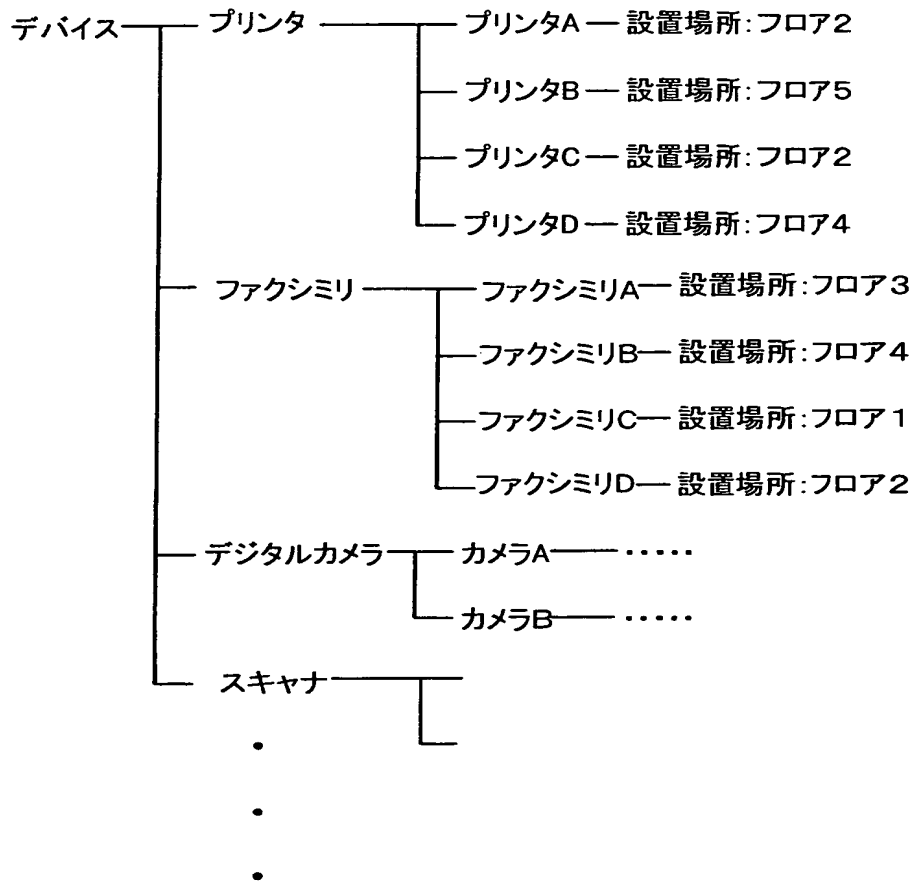 デバイス プリンタ プリンタA 設置場所:フロア2
プリンタB 設置場所:フロア5
プリンタC 設置場所:フロア2
プリンタD 設置場所:フロア4
ファクシミリ ファクシミリA 設置場所:フロア3
ファクシミリB 設置場所:フロア4
ファクシミリC 設置場所:フロア1
ファクシミリD 設置場所:フロア2
デジタルカメラ カメラA ・・・・・
カメラB ・・・・・
スキャナ
・
・
・